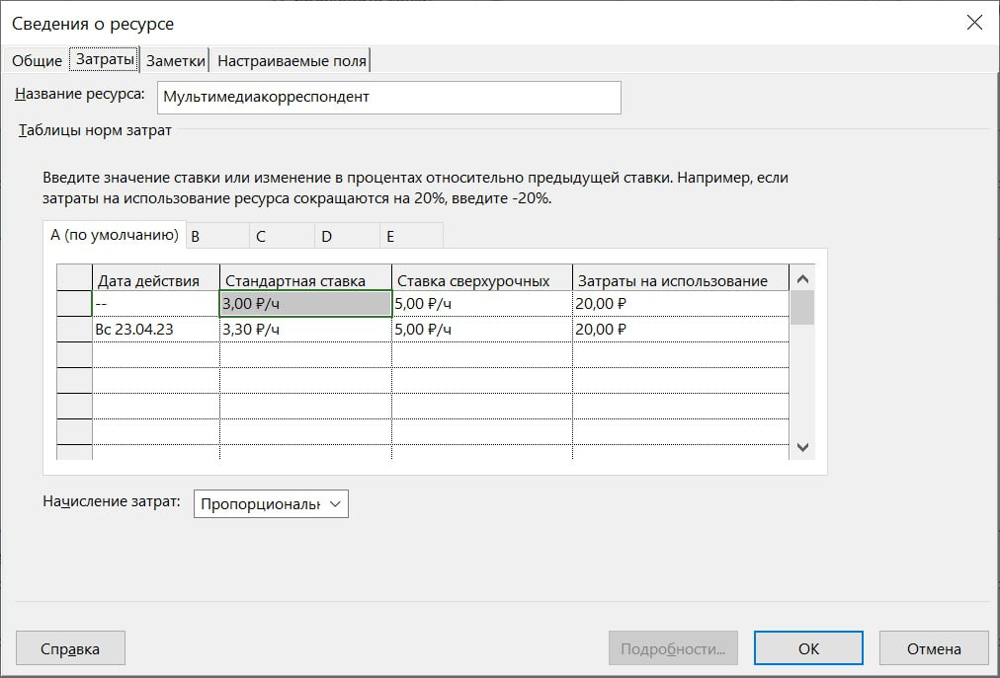 Сведения о ресурсе
Общие Затраты Заметки Настраиваемые поля
Название ресурса: Мультимедиакорреспондент
Таблицы норм затрат
Введите значение ставки или изменение в процентах относительно предыдущей ставки. Например, если
затраты на использование ресурса сокращаются на 20%, введите -20%.
A (по умолчанию) B C D E
Дата действия Стандартная ставка Ставка сверхурочных Затраты на использование
-- 3,00 ₽/ч 5,00 ₽/ч 20,00 ₽
Вс 23.04.23 3,30 ₽/ч 5,00 ₽/ч 20,00 ₽
Начисление затрат: Пропорциональн
Справка Подробности... ОК Отмена